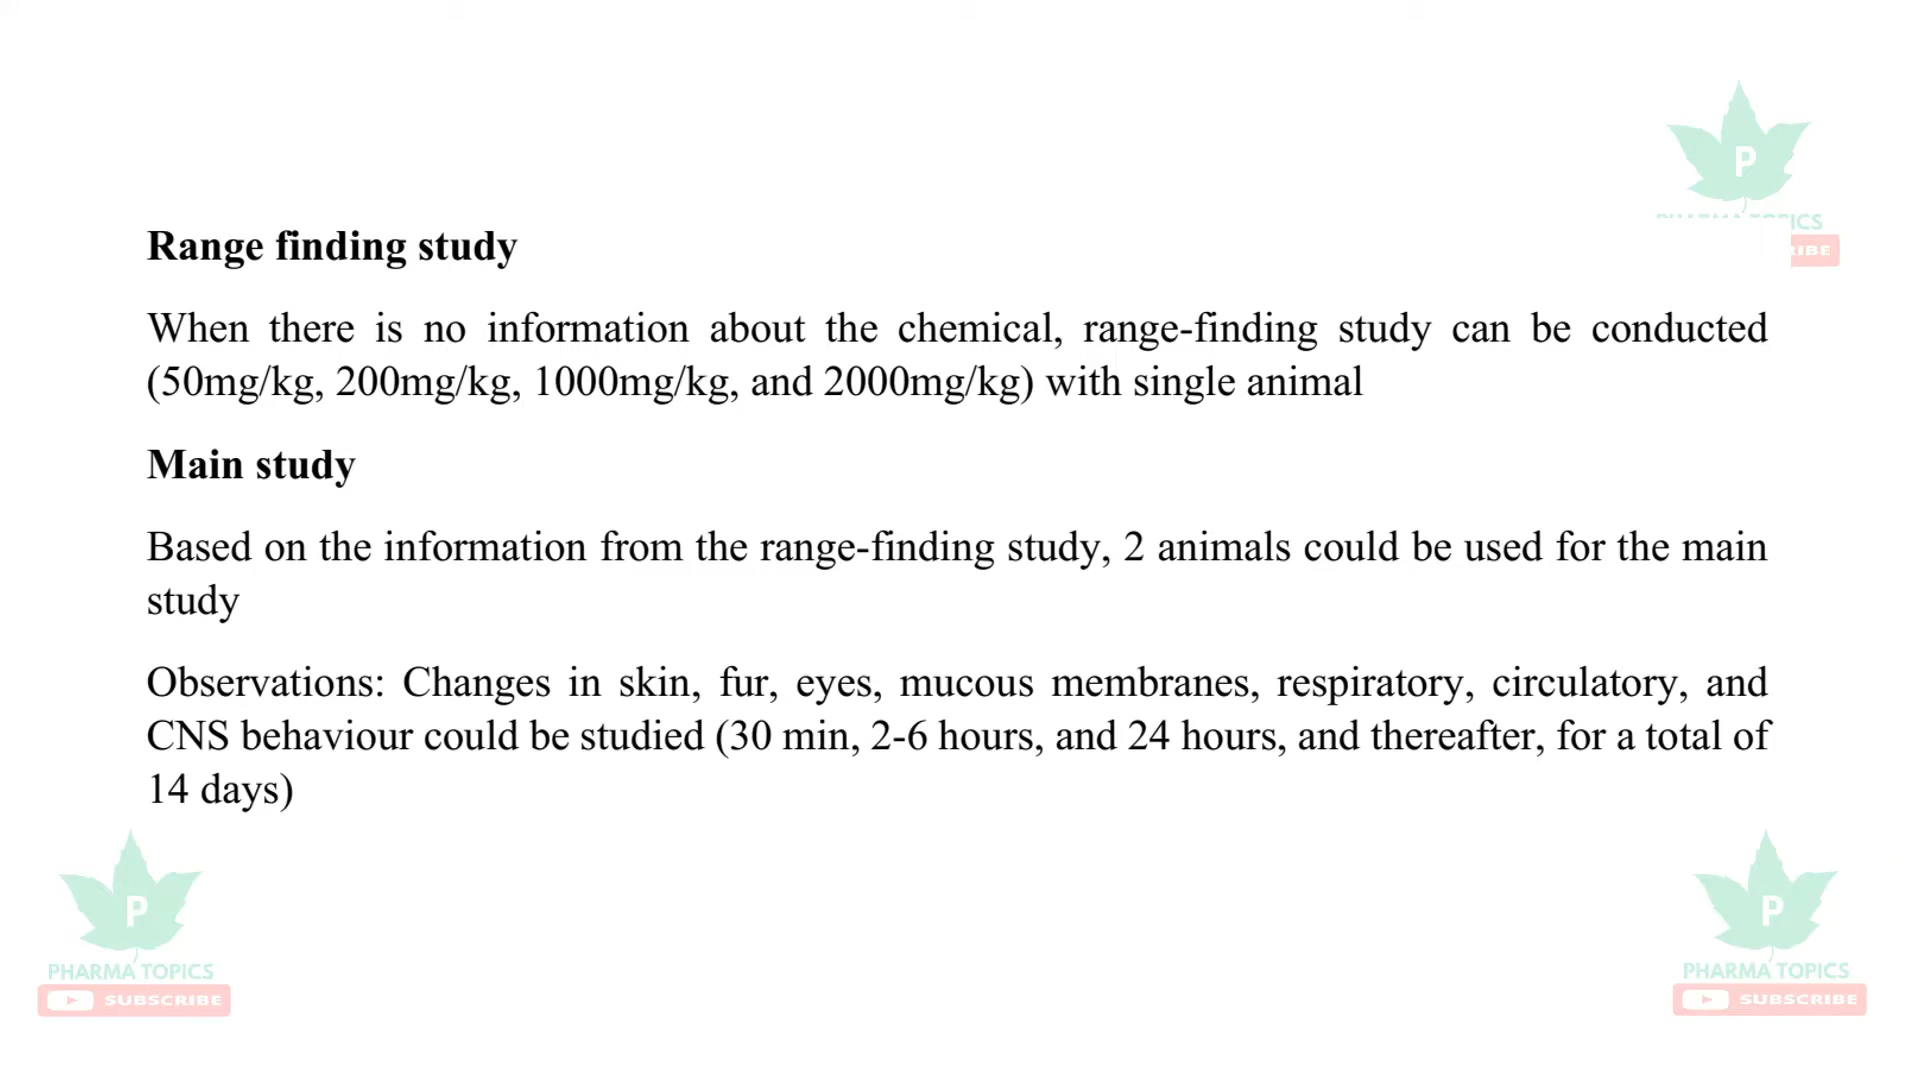 P
ICS
RIBE
Range finding study
When there is no information about the chemical, range-finding study can be conducted
(50mg/kg, 200mg/kg, 1000mg/kg, and 2000mg/kg) with single animal
Main study
Based on the information from the range-finding study, 2 animals could be used for the main
study
Observations: Changes in skin, fur, eyes, mucous membranes, respiratory, circulatory, and
CNS behaviour could be studied (30 min, 2-6 hours, and 24 hours, and thereafter, for a total of
14 days)
P
PHARMA TOPICS
SUBSCRIBE
P
PHARMA TOPICS
SUBSCRIBE